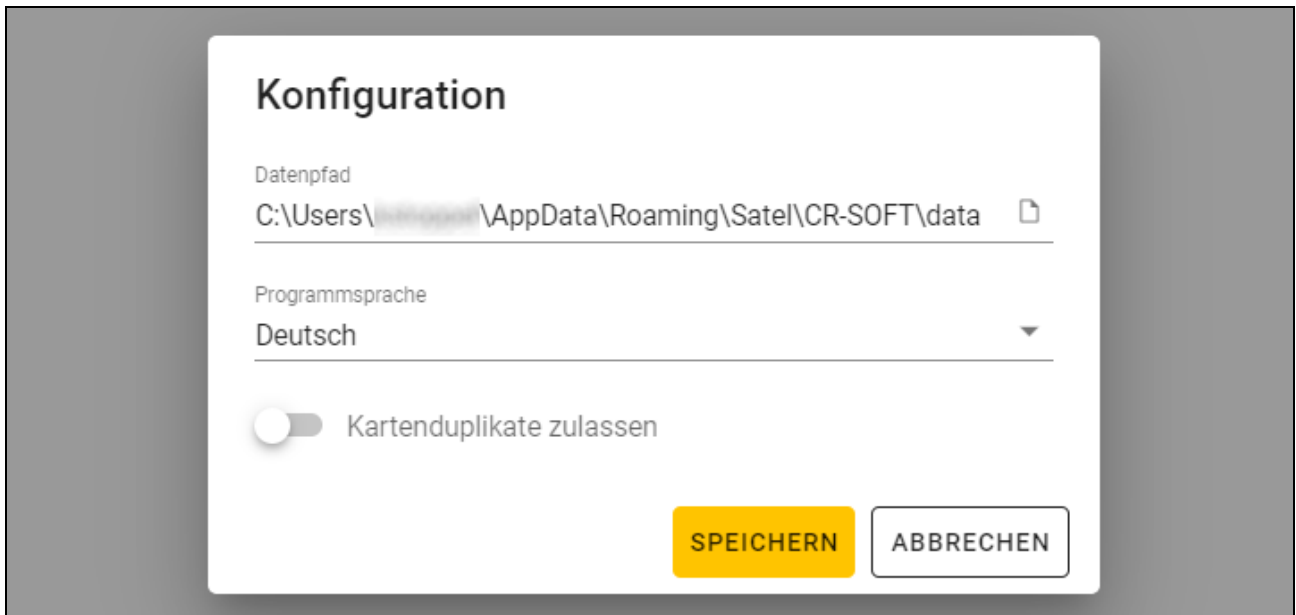 Konfiguration
Datenpfad
C:\Users\ \AppData\Roaming\Satel\CR-SOFT\data
Programmsprache
Deutsch
Kartenduplikate zulassen
SPEICHERN
ABBRECHEN